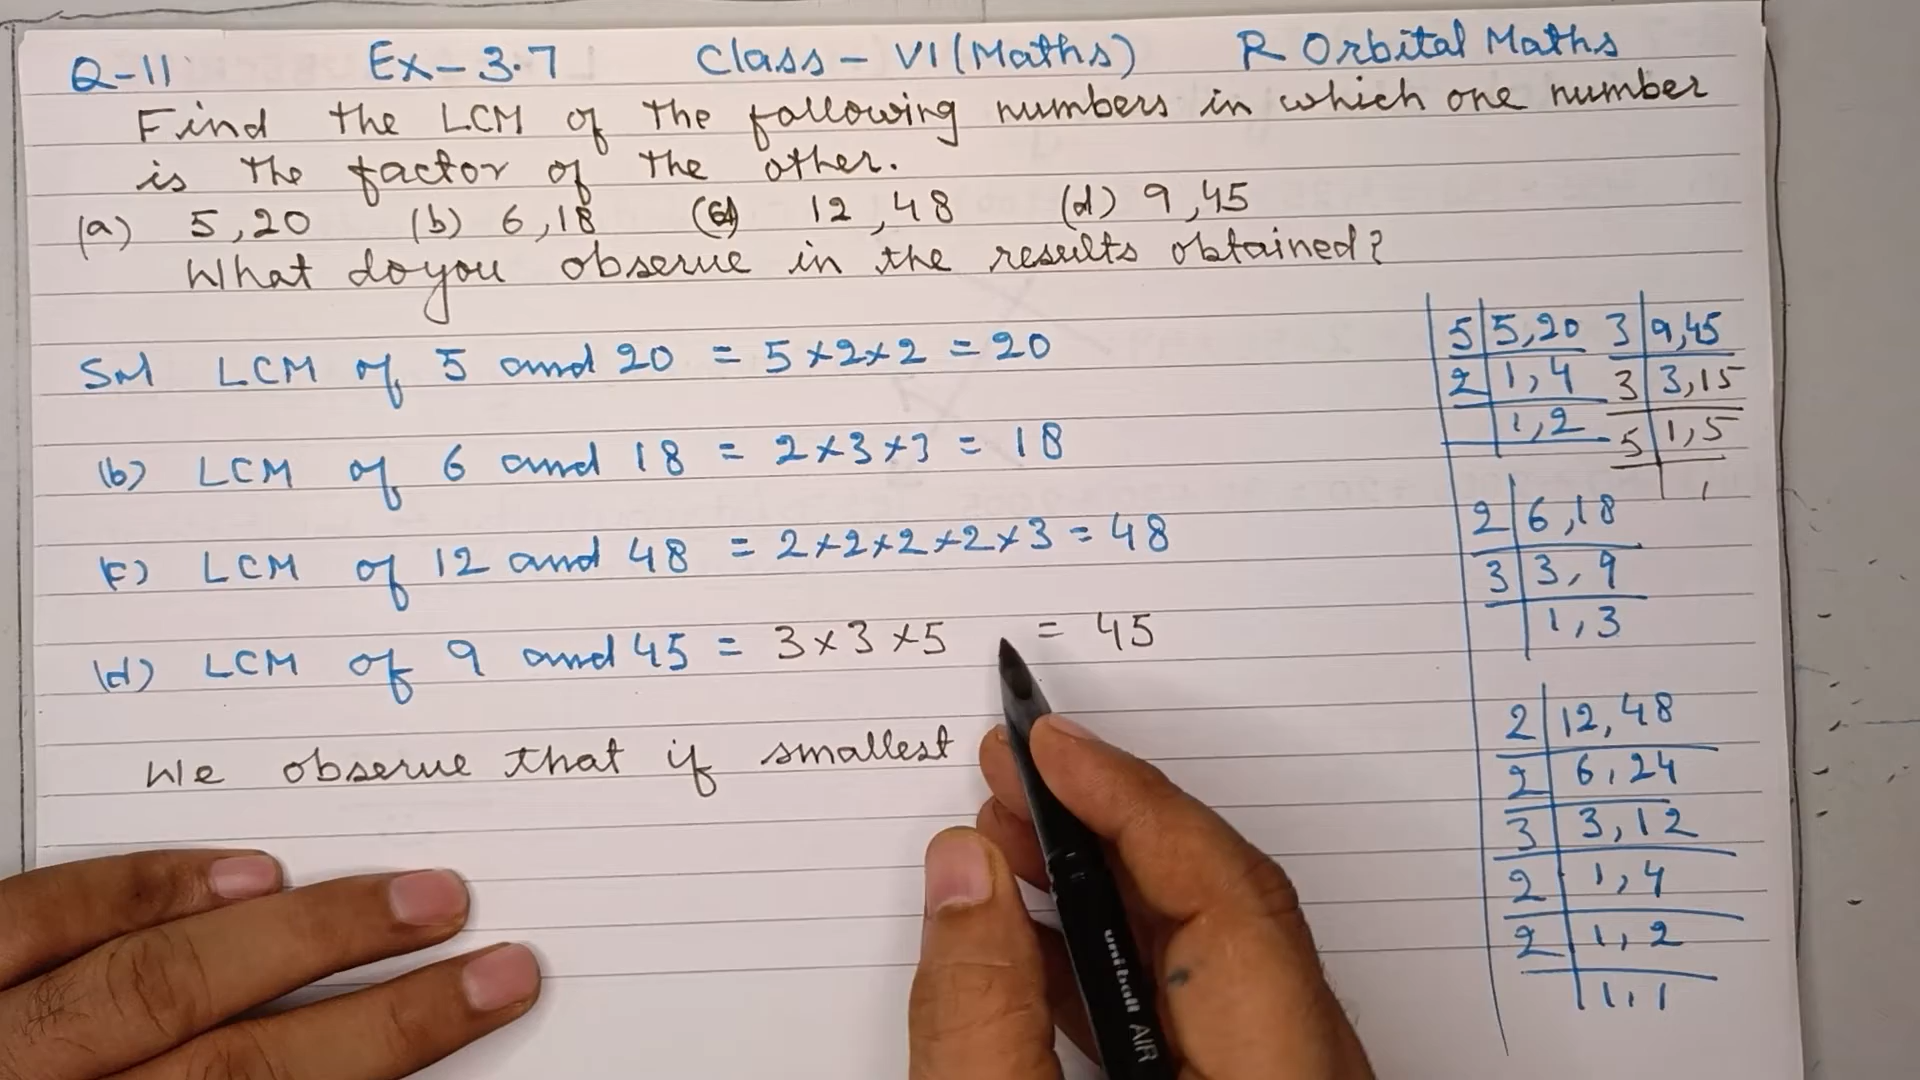 Q-11 Ex-3.7 Class-VI (Maths) R Orbital Maths
Find the LCM of the following numbers in which one number
is the factor of the other.
(a) 5,20 (b) 6,18 (c) 12,48 (d) 9,45
What do you observe in the results obtained?
Sol LCM of 5 and 20 = 5×2×2 = 20
(b) LCM of 6 and 18 = 2×3×3 = 18
(c) LCM of 12 and 48 = 2×2×2×2×3 = 48
(d) LCM of 9 and 45 = 3×3×5 = 45
We observe that if smallest
5 5,20
2 1,4
1,2
3 9,45
3 3,15
5 1,5
1
2 6,18
3 3,9
1,3
2 12,48
2 6,24
3 3,12
2 1,4
2 1,2
1,1
uniball AIR